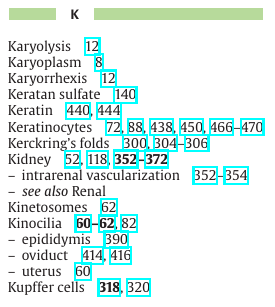 K
Karyolysis 12
Karyoplasm 8
Karyorrhexis 12
Keratan sulfate 140
Keratin 440, 444
Keratinocytes 72, 88, 438, 450, 466–470
Kerckring's folds 300, 304–306
Kidney 52, 118, 352–372
– intrarenal vascularization 352–354
– see also Renal
Kinetosomes 62
Kinocilia 60–62, 82
– epididymis 390
– oviduct 414, 416
– uterus 60
Kupffer cells 318, 320